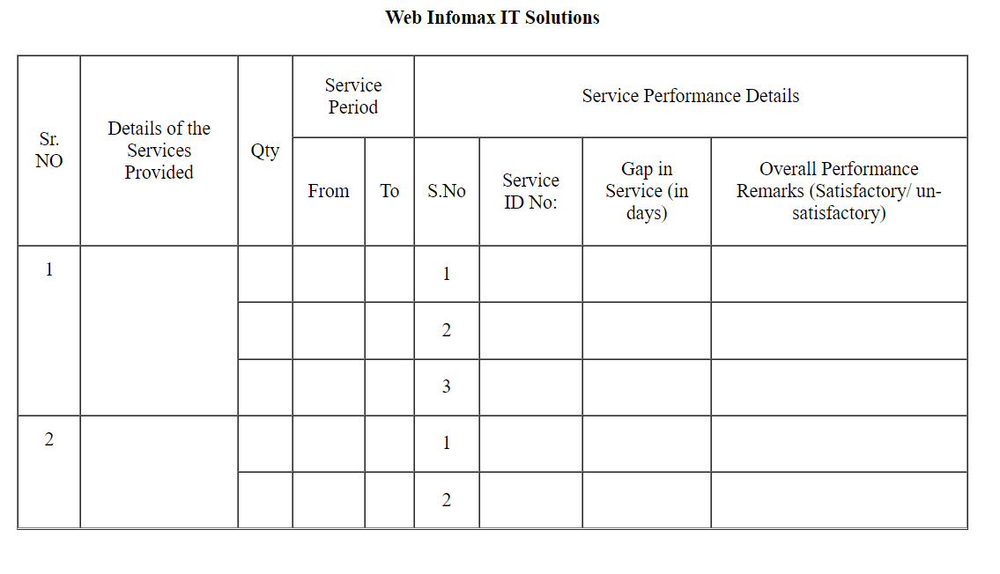 Web Infomax IT Solutions
Service
Period
Service Performance Details
Sr.
NO
Details of the
Services
Provided
Qty
From
To
S.No
Service
ID No:
Gap in
Service (in
days)
Overall Performance
Remarks (Satisfactory/ un-
satisfactory)
1
1
2
3
2
1
2